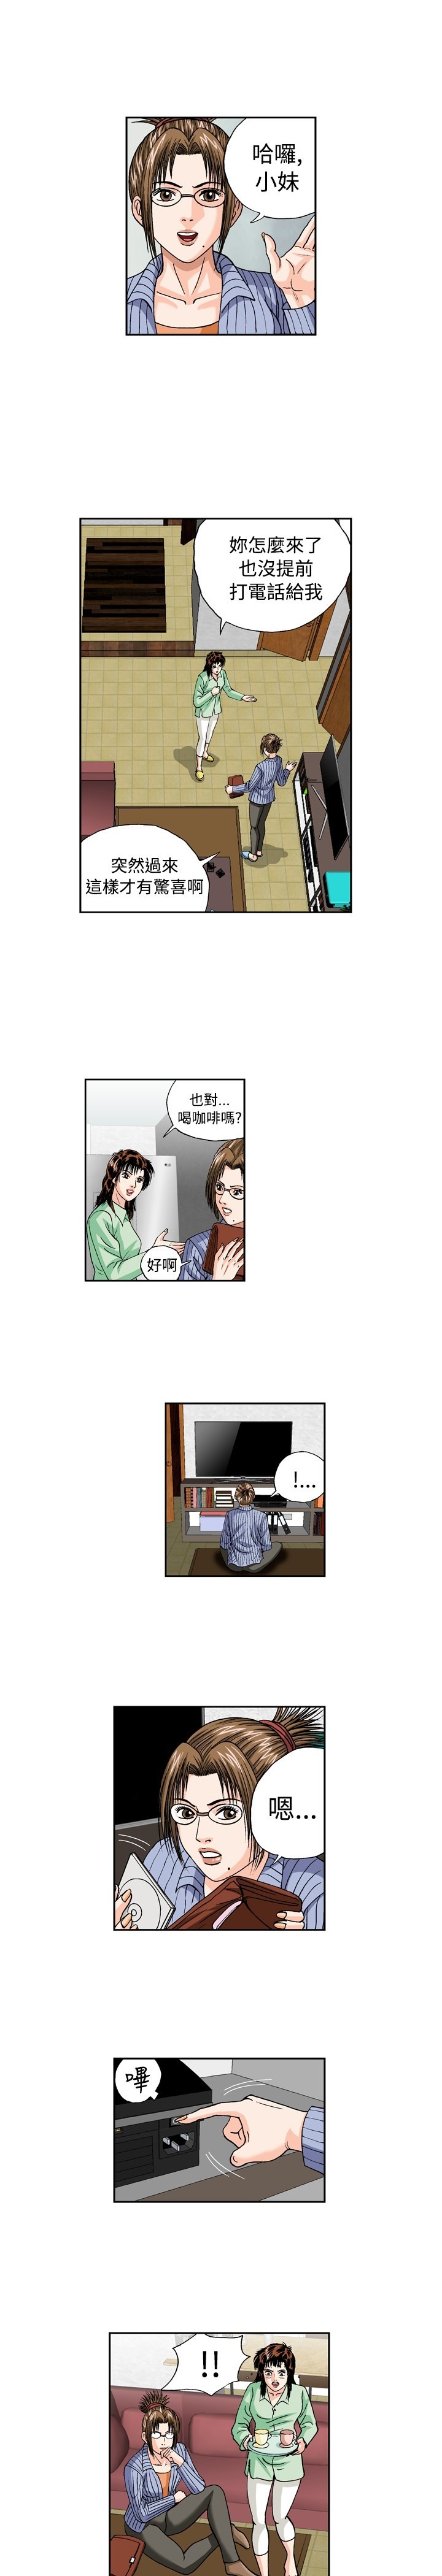 哈囉,
小妹
妳怎麼來了
也沒提前
打電話給我
突然過來
這樣才有驚喜啊
也對...
喝咖啡嗎?
好啊
!...
嗯...
嗶
!!